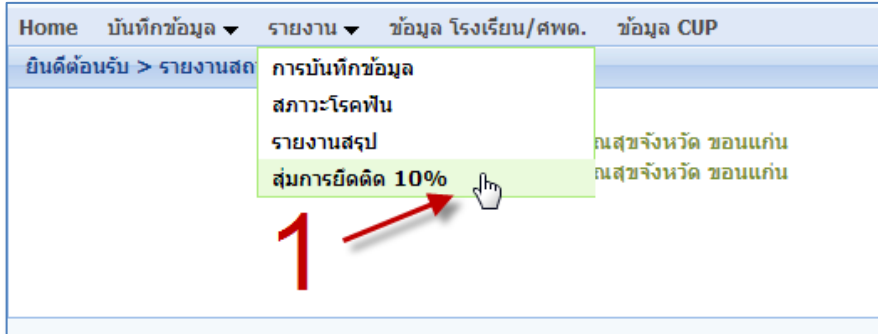 Home บันทึกข้อมูล รายงาน ข้อมูล โรงเรียน/ศพด. ข้อมูล CUP
ยินดีต้อนรับ > รายงานสถา
การบันทึกข้อมูล
สภาวะโรคฟัน
รายงานสรุป
ณสุขจังหวัด ขอนแก่น
สุ่มการยึดติด 10%
ณสุขจังหวัด ขอนแก่น
1